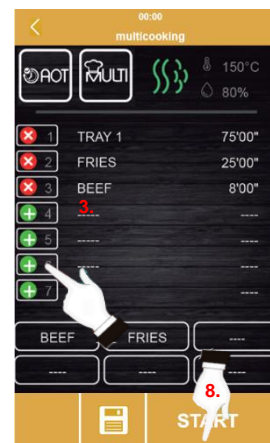 00:00
multicooking
AOT MULTI 150°C
80%
1 TRAY 1 75'00"
2 FRIES 25'00"
3 BEEF 8'00"
3.
4 ----- ----
5 ----- ----
6 ----- ----
7 ----- ----
BEEF FRIES ----
---- ---- ----
8.
START